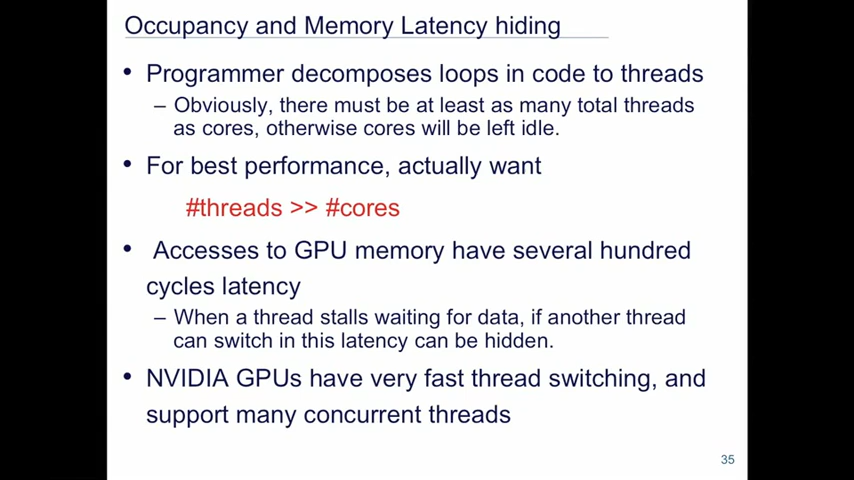 Occupancy and Memory Latency hiding
• Programmer decomposes loops in code to threads
– Obviously, there must be at least as many total threads
as cores, otherwise cores will be left idle.
• For best performance, actually want
#threads >> #cores
• Accesses to GPU memory have several hundred
cycles latency
– When a thread stalls waiting for data, if another thread
can switch in this latency can be hidden.
• NVIDIA GPUs have very fast thread switching, and
support many concurrent threads
35